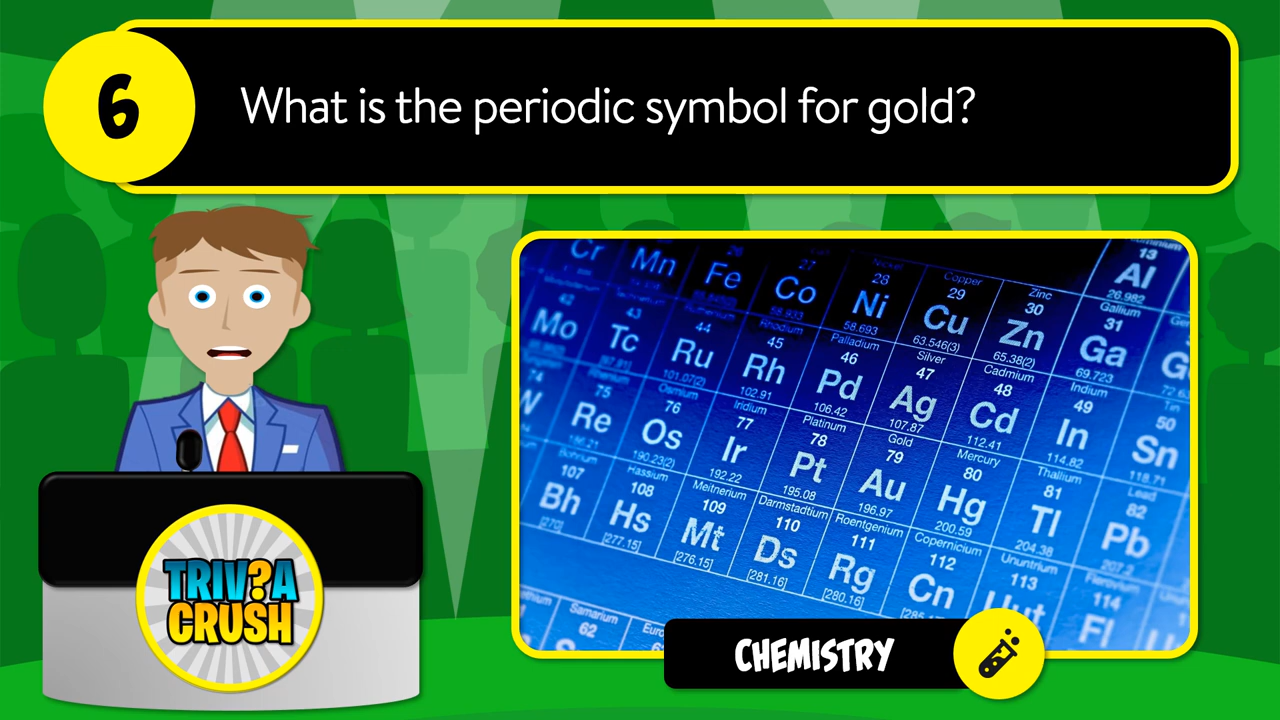 6
What is the periodic symbol for gold?
TRIV?A
CRUSH
Cr Mn Fe Co Ni Cu Zn Al
27 28 29 30 13
58.693 63.546(3) 65.38(2) 26.982
Copper Zinc Gallium
42 43 44 45 46 47 48 31
Mo Tc Ru Rh Pd Ag Cd Ga
101.07(2) 102.91 106.42 107.87 112.41 69.723
Rhodium Palladium Silver Cadmium Indium Tin
74 75 76 77 78 79 80 49 50
W Re Os Ir Pt Au Hg In Sn
186.21 190.23(2) 192.22 195.08 196.97 200.59 114.82 118.71
Osmium Iridium Platinum Gold Mercury Thallium Lead
107 108 109 110 111 112 81 82
Bh Hs Mt Ds Rg Cn Tl Pb
[270] [277.15] [276.15] [281.16] [280.16] 204.38 207.2
Bohrium Hassium Meitnerium Darmstadtium Roentgenium Copernicium Ununtrium
113 114
Uut Fl
Samarium
62
CHEMISTRY